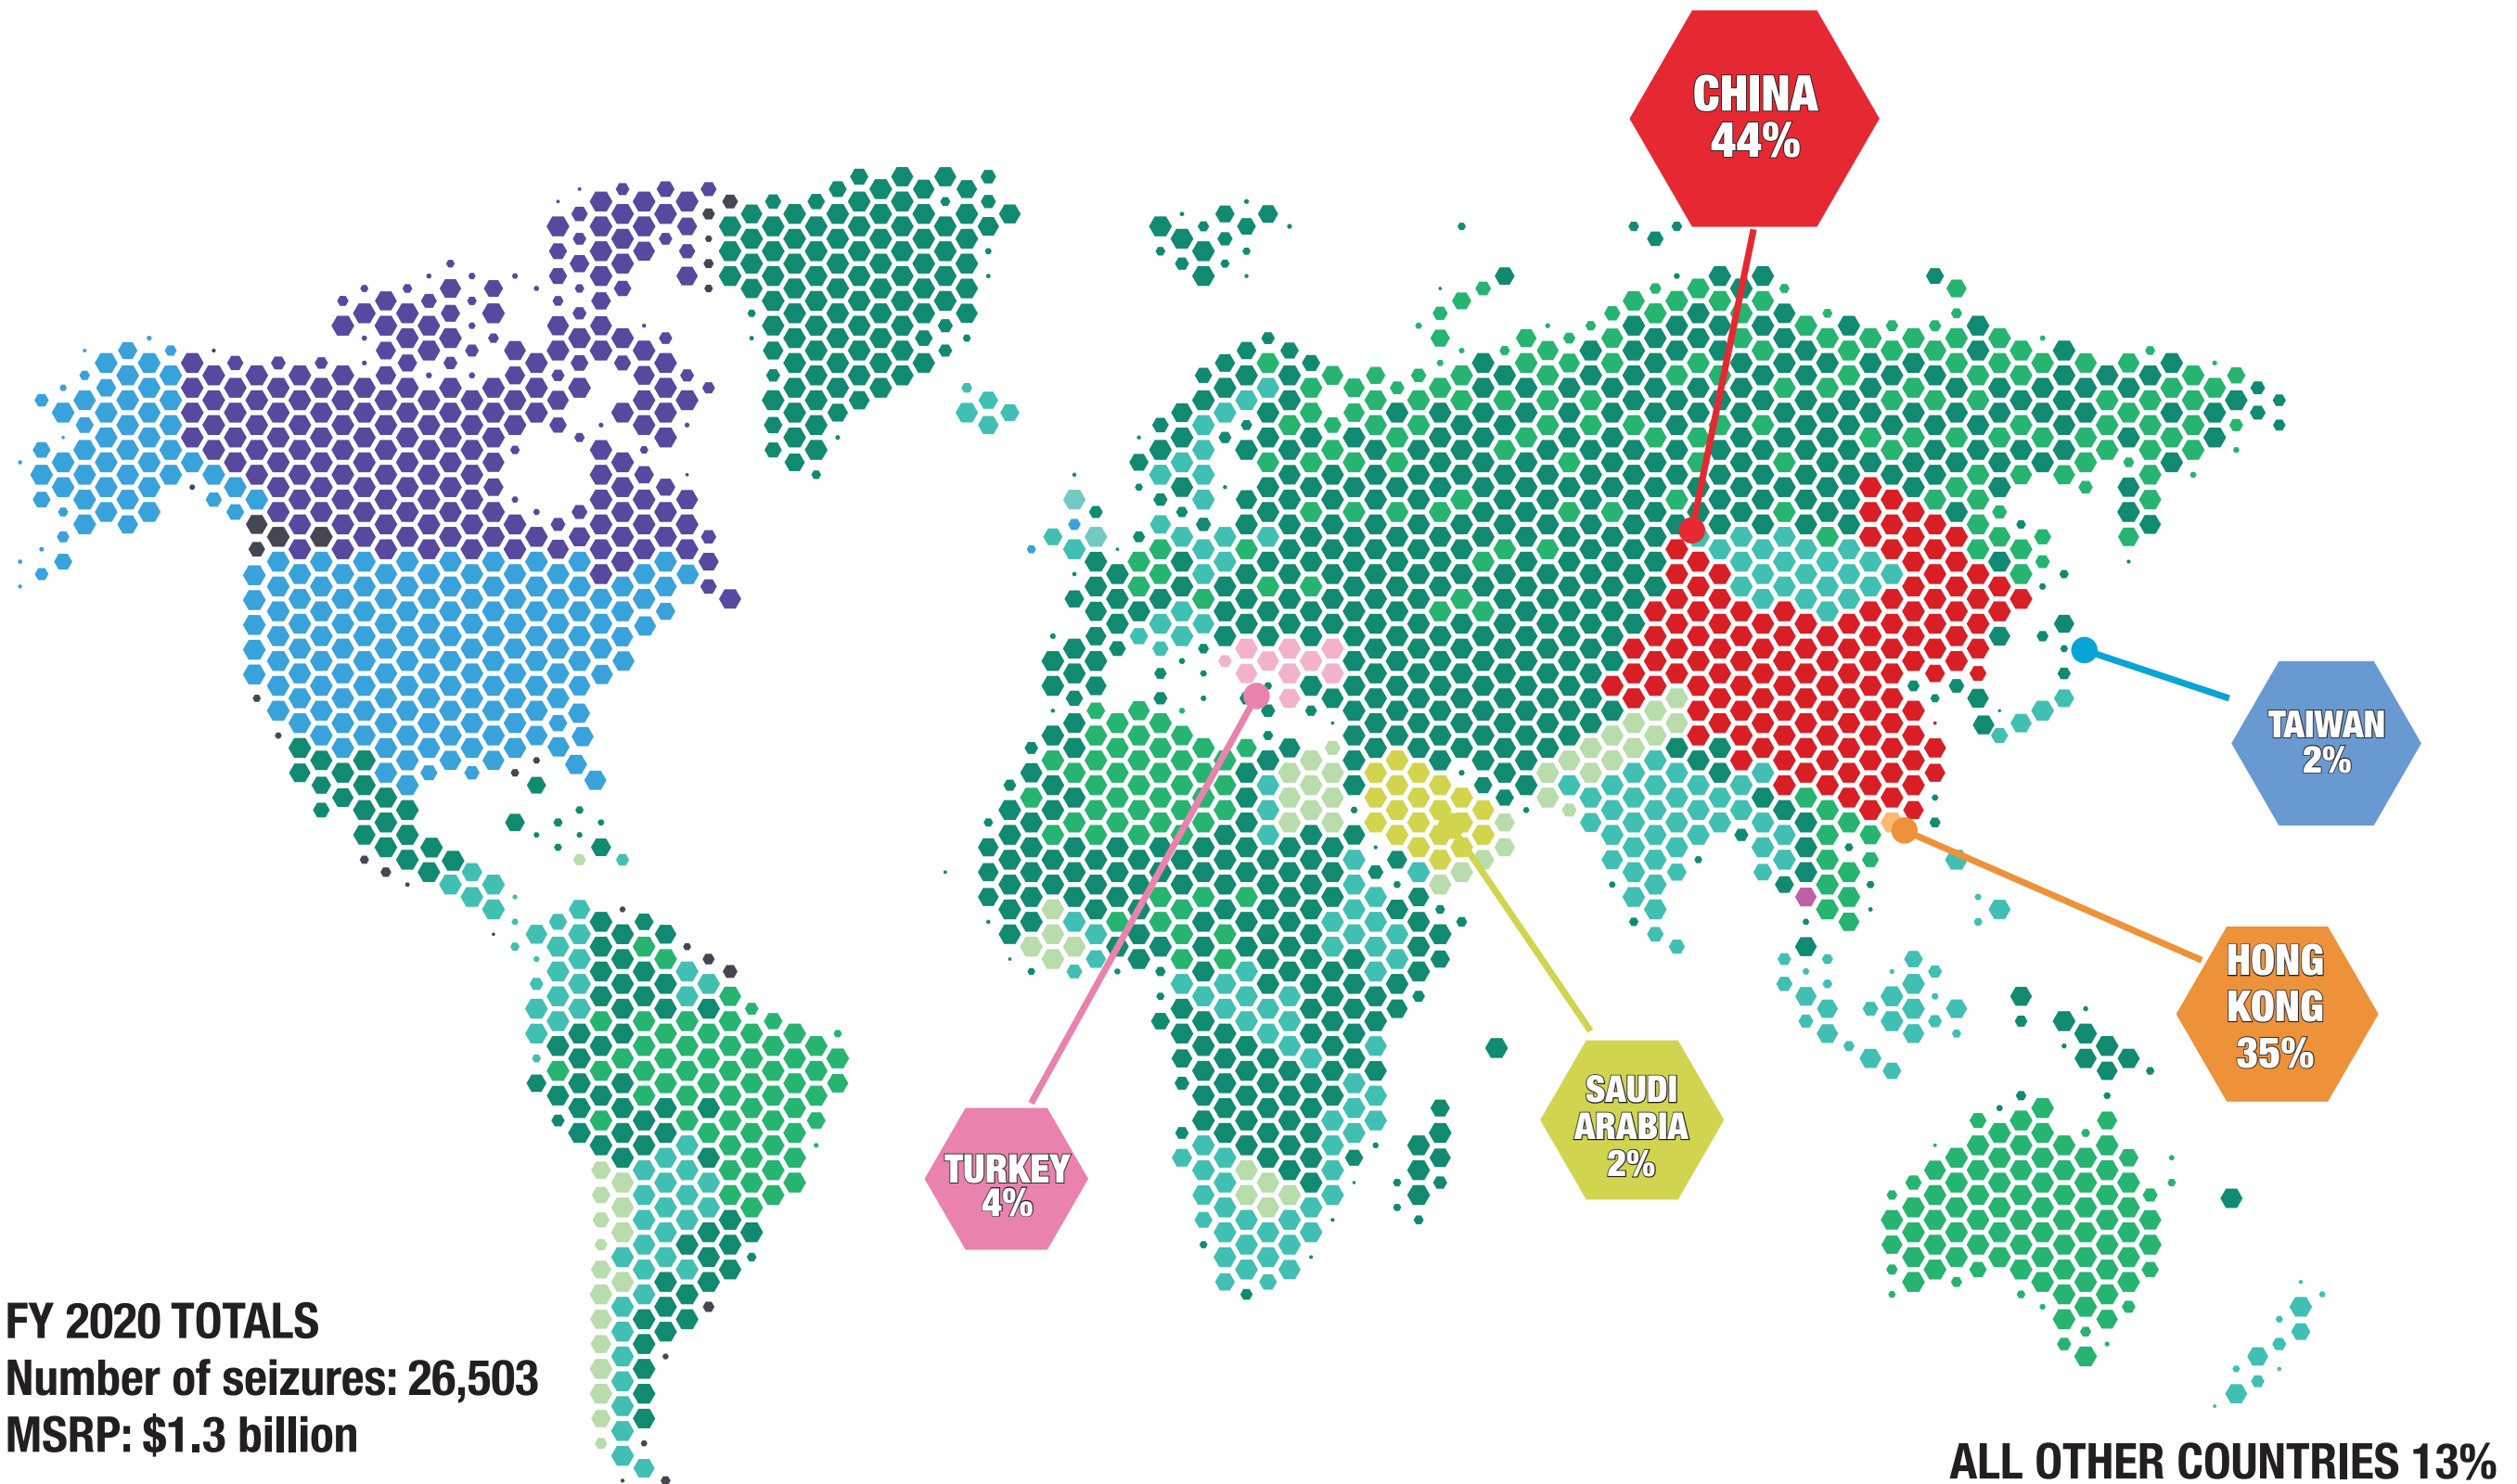 CHINA
44%
TAIWAN
2%
HONG
KONG
35%
SAUDI
ARABIA
2%
TURKEY
4%
FY 2020 TOTALS
Number of seizures: 26,503
MSRP: $1.3 billion
ALL OTHER COUNTRIES 13%